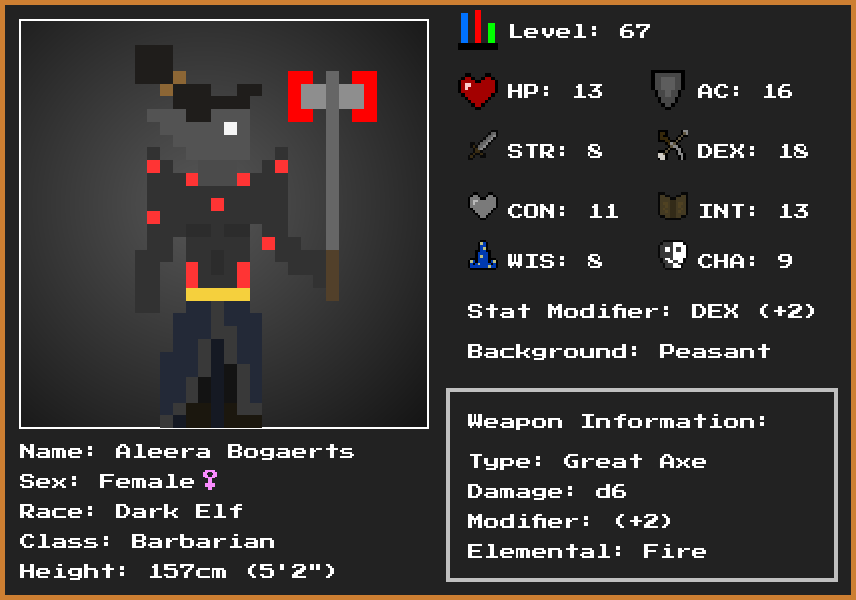 Level: 67
HP: 13 AC: 16
STR: 8 DEX: 18
CON: 11 INT: 13
WIS: 8 CHA: 9
Stat Modifier: DEX (+2)
Background: Peasant
Weapon Information:
Type: Great Axe
Damage: d6
Modifier: (+2)
Elemental: Fire
Name: Aleera Bogaerts
Sex: Female♀
Race: Dark Elf
Class: Barbarian
Height: 157cm (5'2")